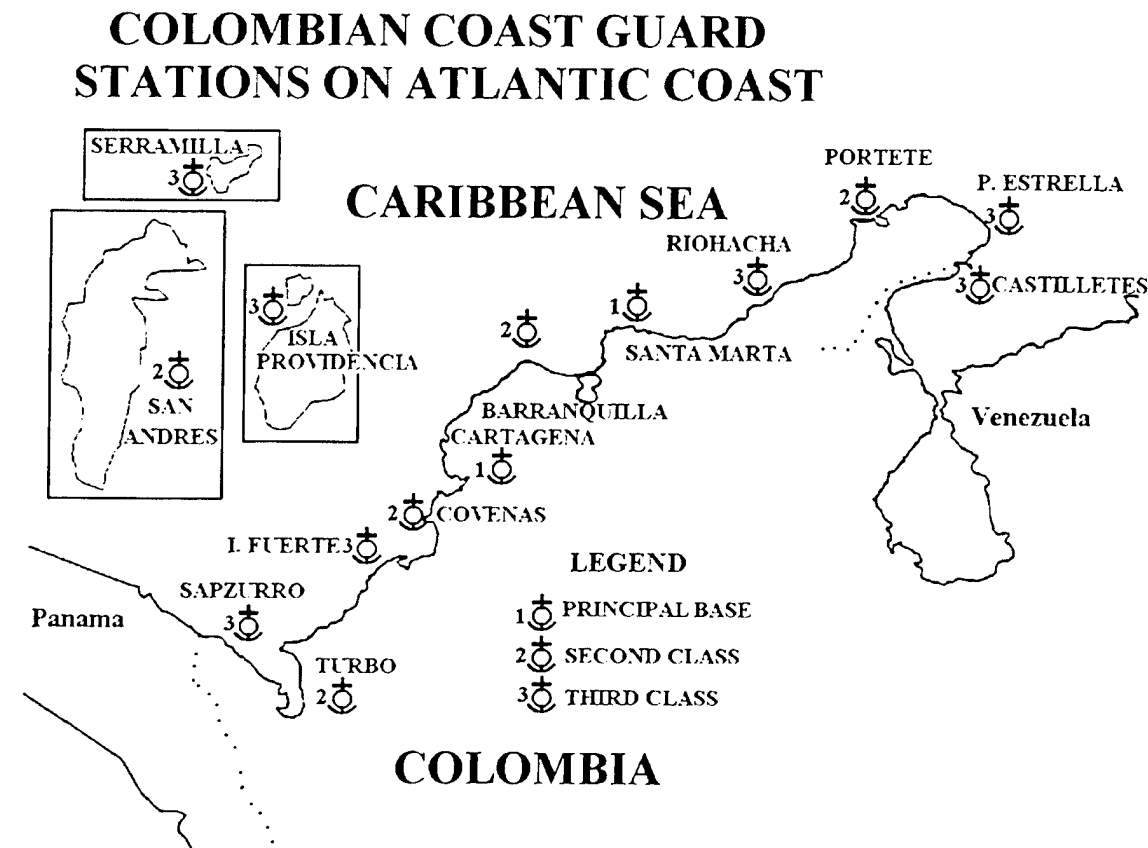 COLOMBIAN COAST GUARD
STATIONS ON ATLANTIC COAST
SERRAMILLA
3
CARIBBEAN SEA
PORTETE
2
P. ESTRELLA
3
RIOHACHA
3
CASTILLETES
3
3
ISLA
PROVIDENCIA
2
SAN
ANDRES
1
SANTA MARTA
2
BARRANQUILLA
CARTAGENA
1
Venezuela
2 COVENAS
I. FUERTE 3
SAPZURRO
3
Panama
TURBO
2
LEGEND
1 PRINCIPAL BASE
2 SECOND CLASS
3 THIRD CLASS
COLOMBIA